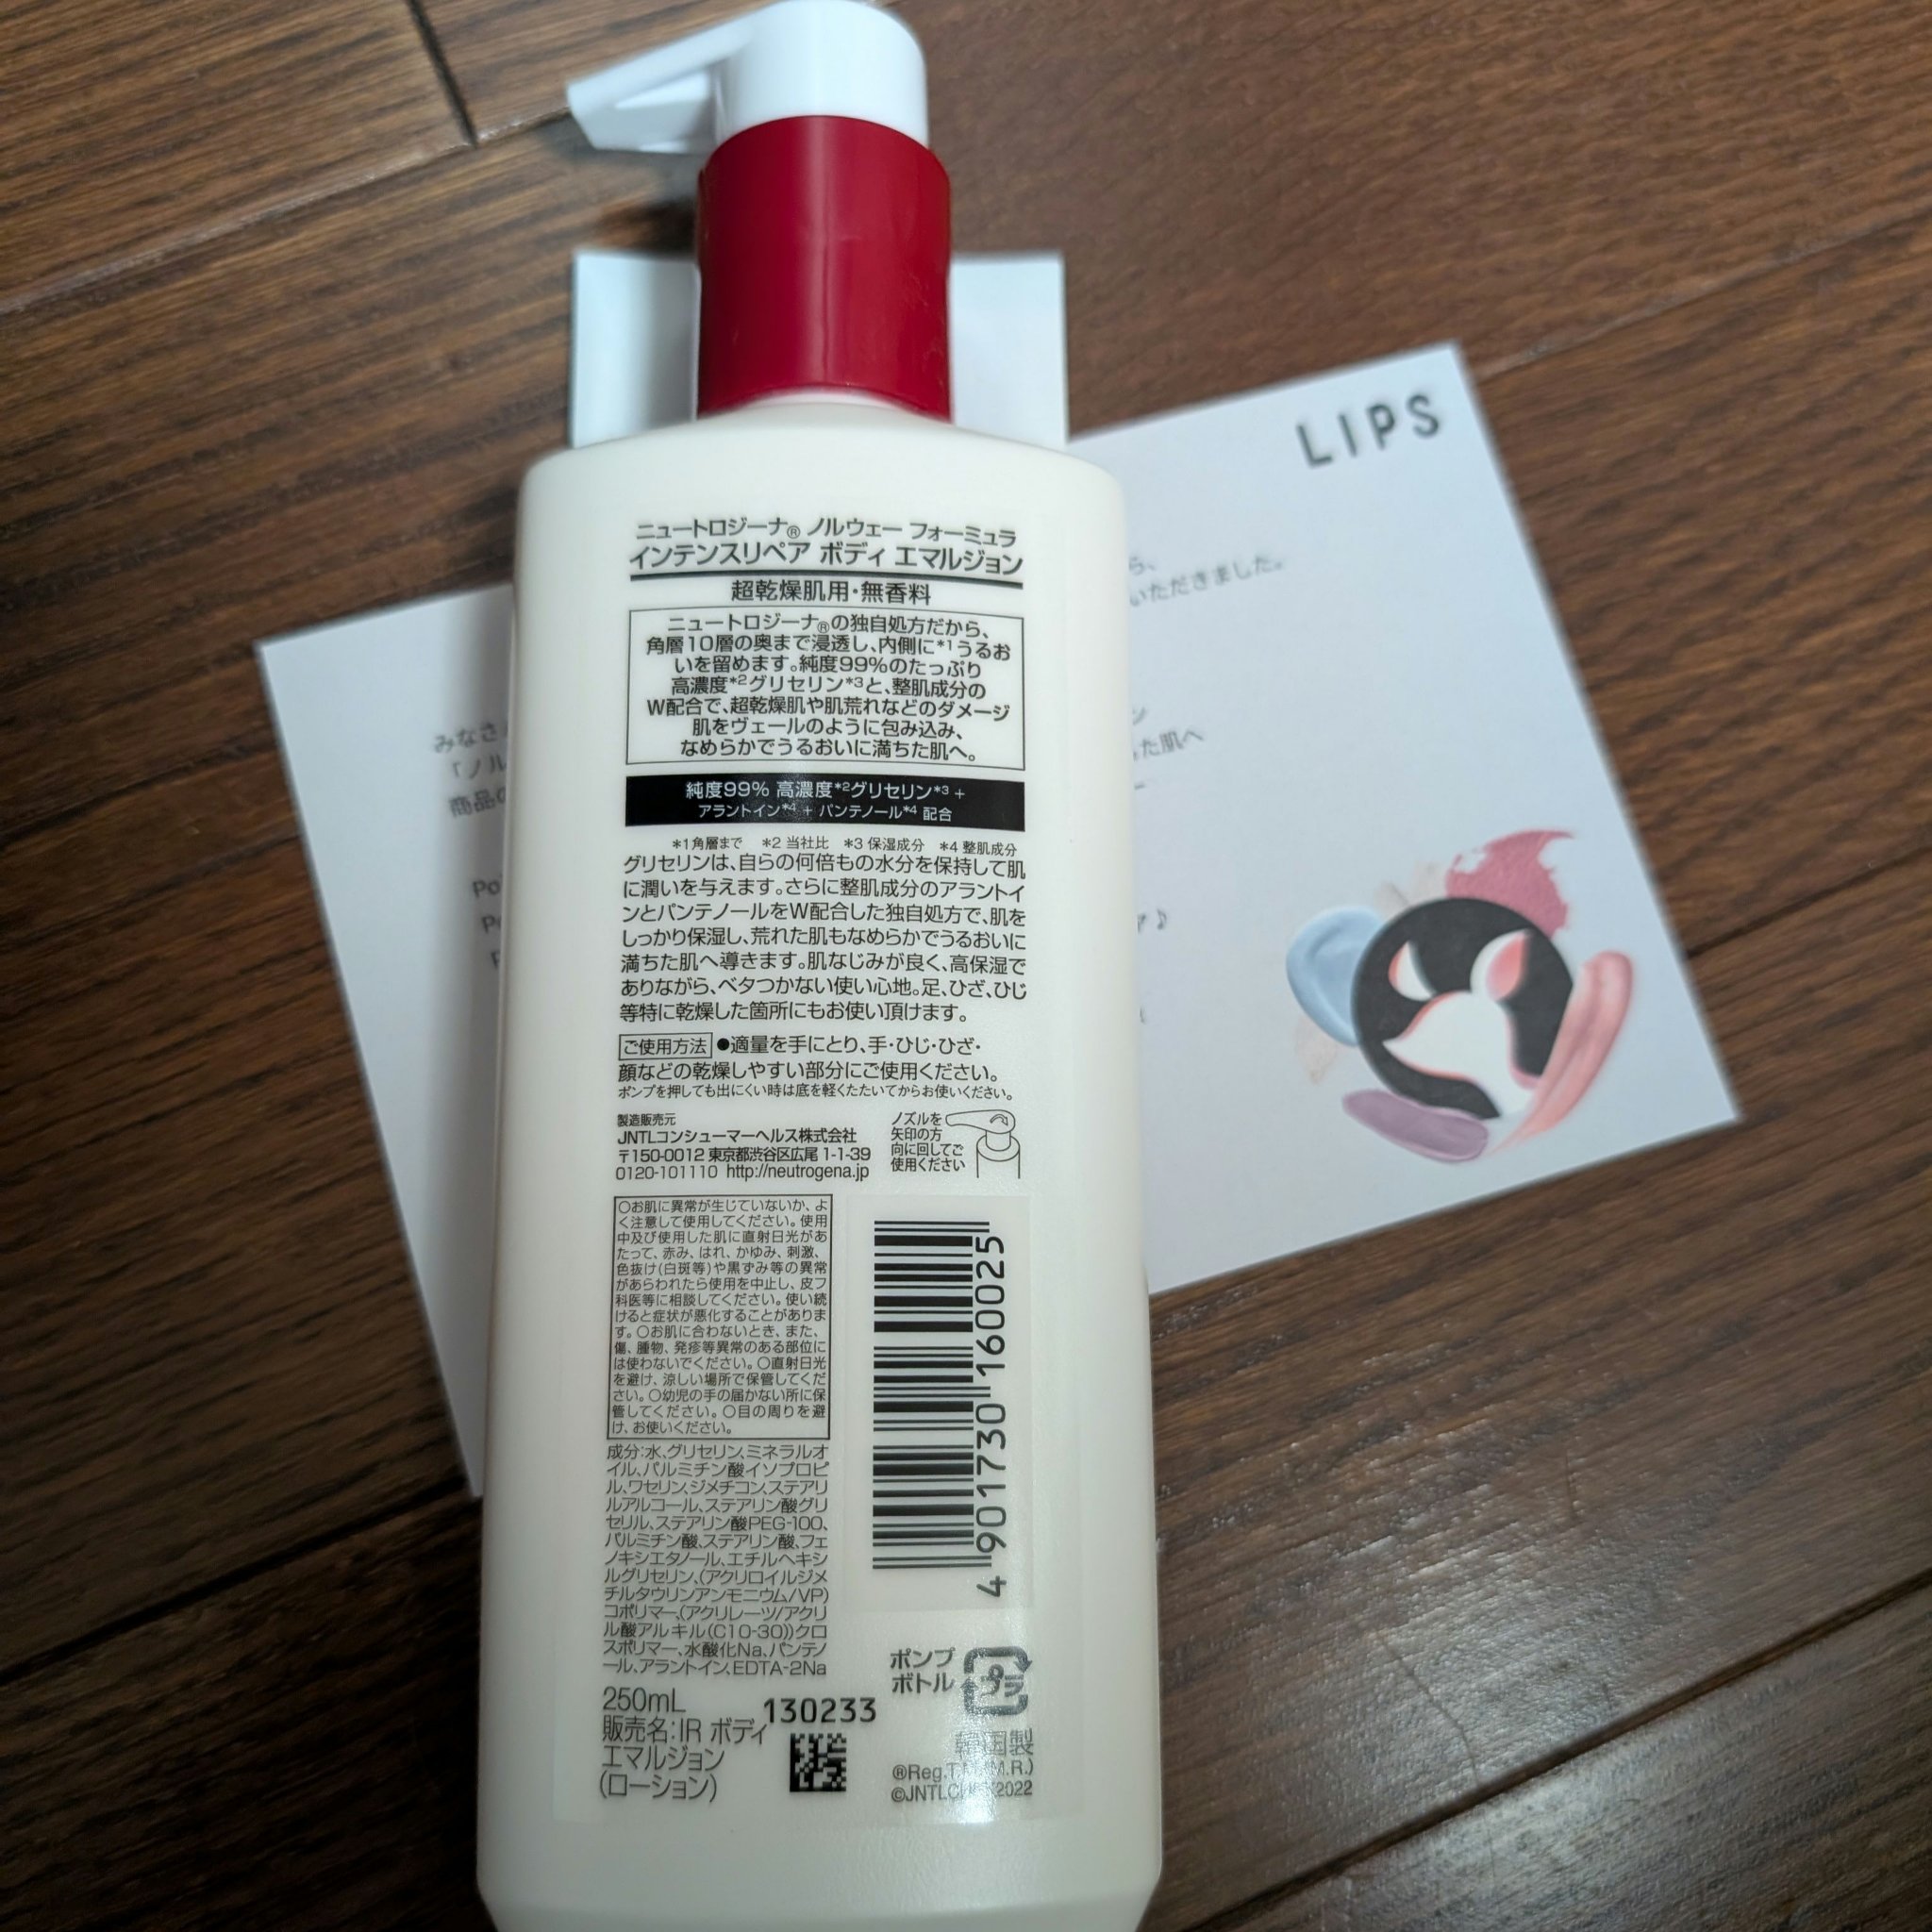 LIPS
ら、
いただきました。
ン
た肌へ
みなさ
「ノル
商品の
ニュートロジーナ® ノルウェー フォーミュラ
インテンスリペア ボディ エマルジョン
超乾燥肌用・無香料
ニュートロジーナ®の独自処方だから、
角層10層の奥まで浸透し、内側に*1うるお
いを留めます。純度99%のたっぷり
高濃度*2グリセリン*3と、整肌成分の
W配合で、超乾燥肌や肌荒れなどのダメージ
肌をヴェールのように包み込み、
なめらかでうるおいに満ちた肌へ。
純度99% 高濃度*2グリセリン*3 +
アラントイン*4 + パンテノール*4 配合
*1角層まで *2 当社比 *3 保湿成分 *4 整肌成分
グリセリンは、自らの何倍もの水分を保持して肌
に潤いを与えます。さらに整肌成分のアラントイ
ンとパンテノールをW配合した独自処方で、肌を
しっかり保湿し、荒れた肌もなめらかでうるおいに
満ちた肌へ導きます。肌なじみが良く、高保湿で
ありながら、ベタつかない使い心地。足、ひざ、ひじ
等特に乾燥した箇所にもお使い頂けます。
ご使用方法 ●適量を手にとり、手・ひじ・ひざ・
顔などの乾燥しやすい部分にご使用ください。
ポンプを押しても出にくい時は底を軽くたたいてからお使いください。
製造販売元
JNTLコンシューマーヘルス株式会社
〒150-0012 東京都渋谷区広尾 1-1-39
0120-101110 http://neutrogena.jp
ノズルを
矢印の方
向に回してご
使用ください
○お肌に異常が生じていないか、よ
く注意して使用してください。使用
中及び使用した肌に直射日光があ
たって、赤み、はれ、かゆみ、刺激、
色抜け(白斑等)や黒ずみ等の異常
があらわれたら使用を中止し、皮フ
科医等に相談してください。使い続
けると症状が悪化することがありま
す。○お肌に合わないとき、また、
傷、腫物、発疹等異常のある部位に
は使わないでください。○直射日光
を避け、涼しい場所で保管してくだ
さい。○幼児の手の届かない所に保
管してください。○目の周りを避
け、お使いください。
成分:水、グリセリン、ミネラルオ
イル、パルミチン酸イソプロピ
ル、ワセリン、ジメチコン、ステアリ
ルアルコール、ステアリン酸グリ
セリル、ステアリン酸PEG-100、
パルミチン酸、ステアリン酸、フェ
ノキシエタノール、エチルヘキシ
ルグリセリン、(アクリロイルジメ
チルタウリンアンモニウム/VP)
コポリマー、(アクリレーツ/アクリ
ル酸アルキル(C10-30))クロ
スポリマー、水酸化Na、パンテノ
ール、アラントイン、EDTA-2Na
4 901730 160025
250mL
130233
販売名:IR ボディ
エマルジョン
(ローション)
ポンプ
ボトル
プラ
韓国製
®Reg.T.M.(M.R.)
2022